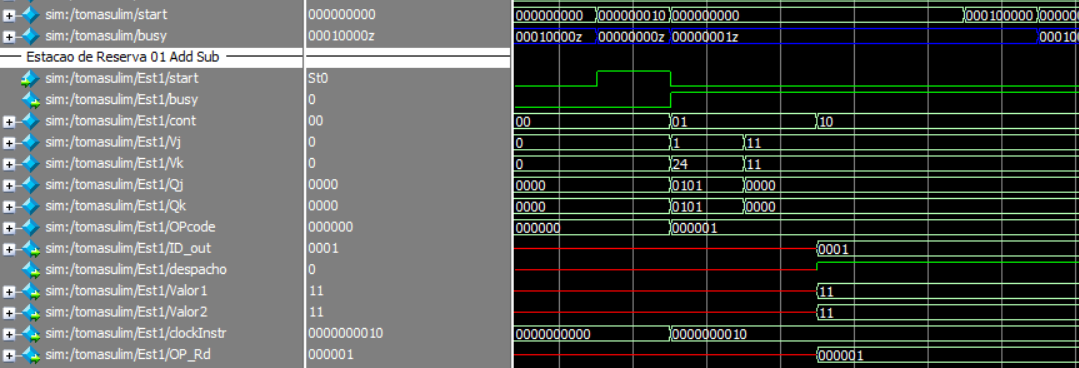 sim:/tomasulim/start 000000000 000000000 000000010 000000000 000100000 00000
sim:/tomasulim/busy 00010000z 00010000z 00000000z 00000001z 00010
Estacao de Reserva 01 Add Sub
sim:/tomasulim/Est1/start St0
sim:/tomasulim/Est1/busy 0
sim:/tomasulim/Est1/cont 00 00 01 10
sim:/tomasulim/Est1/Vj 0 0 1 11
sim:/tomasulim/Est1/Vk 0 0 24 11
sim:/tomasulim/Est1/Qj 0000 0000 0101 0000
sim:/tomasulim/Est1/Qk 0000 0000 0101 0000
sim:/tomasulim/Est1/OPcode 000000 000000 000001
sim:/tomasulim/Est1/ID_out 0001 0001
sim:/tomasulim/Est1/despacho 0
sim:/tomasulim/Est1/Valor1 11 11
sim:/tomasulim/Est1/Valor2 11 11
sim:/tomasulim/Est1/clockInstr 0000000010 0000000000 0000000010
sim:/tomasulim/Est1/OP_Rd 000001 000001